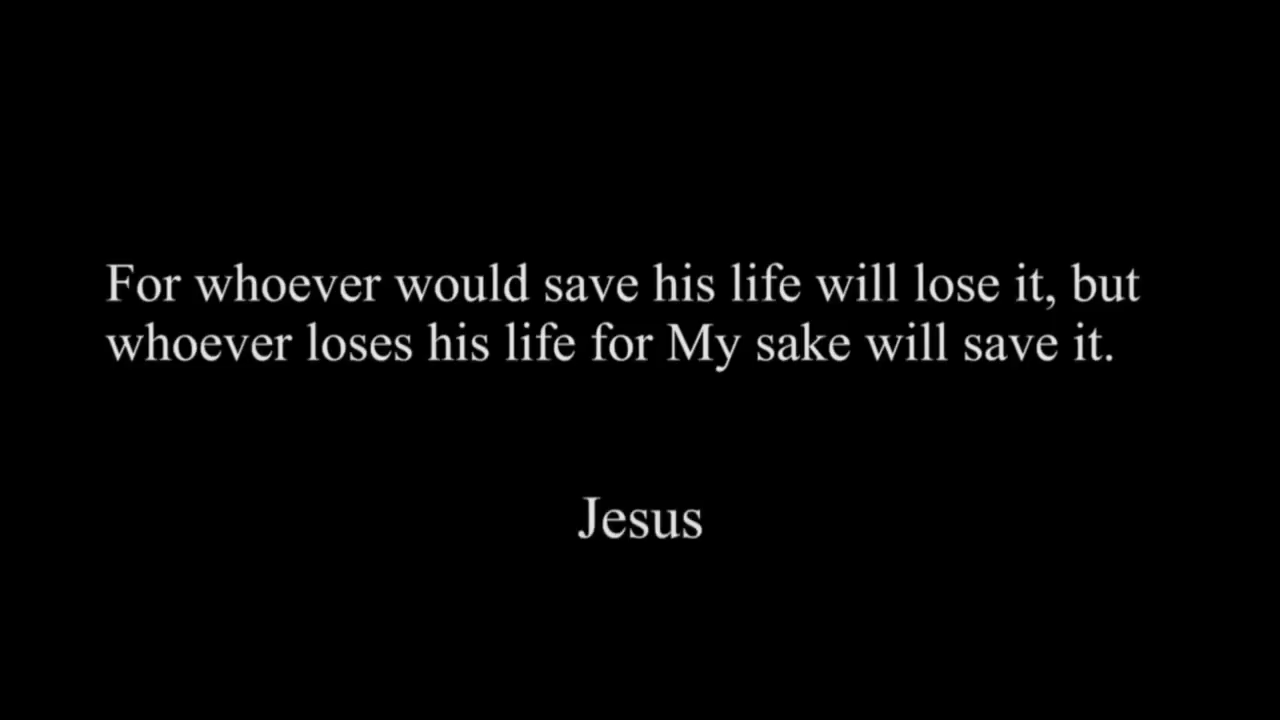 For whoever would save his life will lose it, but
whoever loses his life for My sake will save it.
Jesus